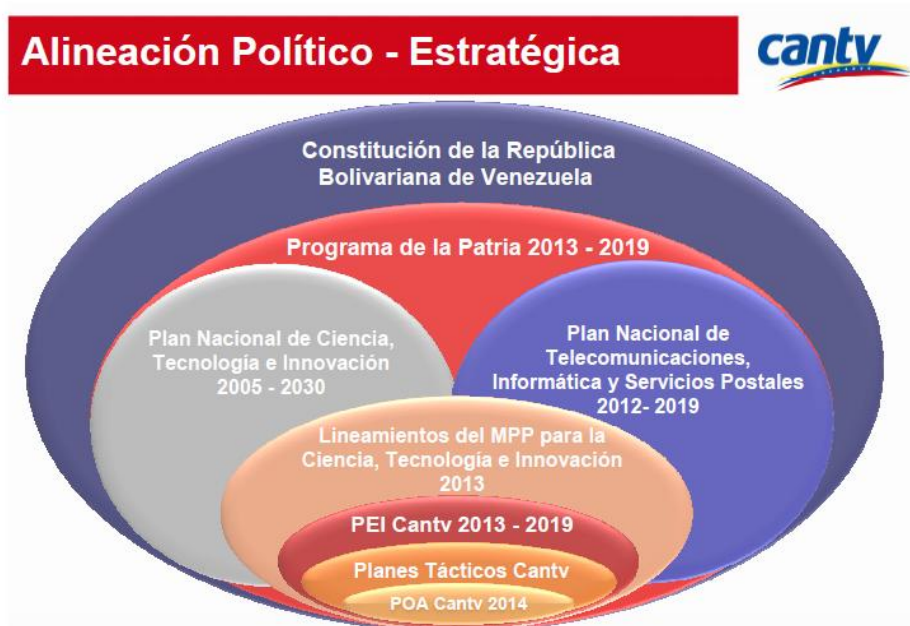 Alineación Político - Estratégica
cantv
Constitución de la República
Bolivariana de Venezuela
Programa de la Patria 2013 - 2019
Plan Nacional de Ciencia,
Tecnología e Innovación
2005 - 2030
Plan Nacional de
Telecomunicaciones,
Informática y Servicios Postales
2012- 2019
Lineamientos del MPP para la
Ciencia, Tecnología e Innovación
2013
PEI Cantv 2013 - 2019
Planes Tácticos Cantv
POA Cantv 2014